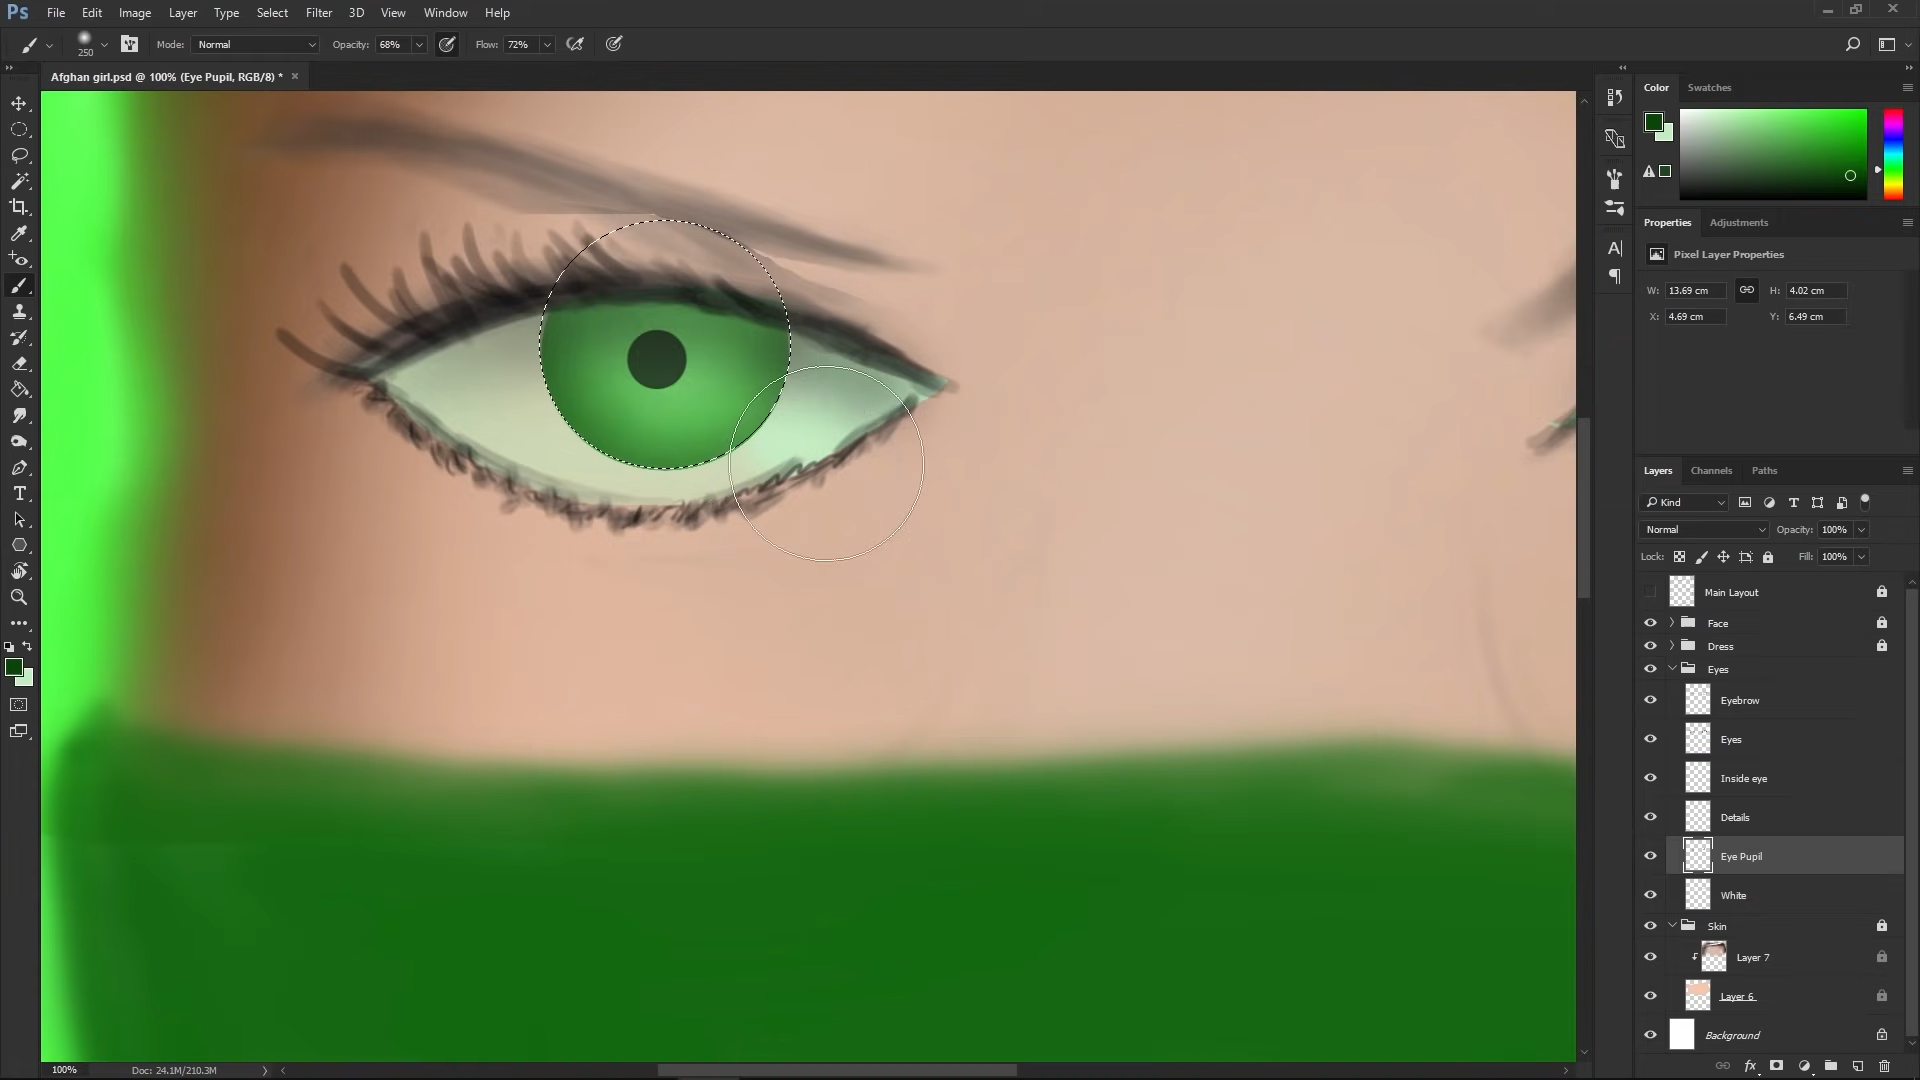 Ps File Edit Image Layer Type Select Filter 3D View Window Help
250 Mode: Normal Opacity: 68% Flow: 72%
Afghan girl.psd @ 100% (Eye Pupil, RGB/8) * ×
Color Swatches
Properties Adjustments
Pixel Layer Properties
W: 13.69 cm H: 4.02 cm
X: 4.69 cm Y: 6.49 cm
Layers Channels Paths
Kind
Normal Opacity: 100%
Lock: Fill: 100%
Main Layout
Face
Dress
Eyes
Eyebrow
Eyes
Inside eye
Details
Eye Pupil
White
Skin
Layer 7
Layer 6
Background
fx
100% Doc: 24.1M/210.3M